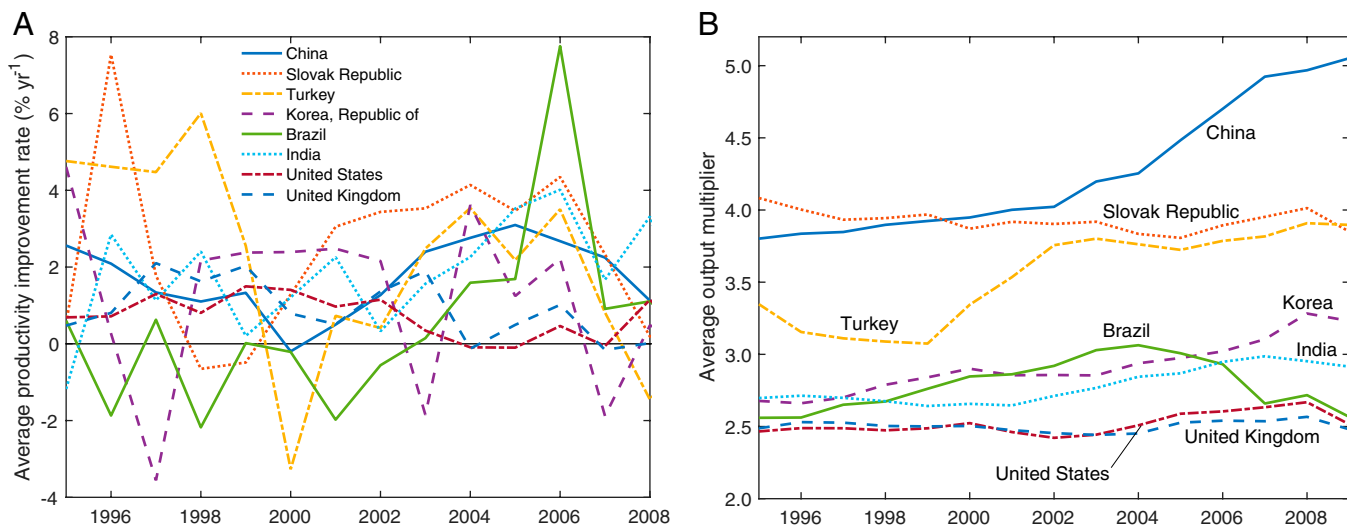 A
Average productivity improvement rate (% yr-1)
8
6
4
2
0
-2
-4
1996 1998 2000 2002 2004 2006 2008
China
Slovak Republic
Turkey
Korea, Republic of
Brazil
India
United States
United Kingdom
B
Average output multiplier
5.0
4.5
4.0
3.5
3.0
2.5
2.0
1996 1998 2000 2002 2004 2006 2008
China
Slovak Republic
Turkey
Korea
Brazil
India
United Kingdom
United States